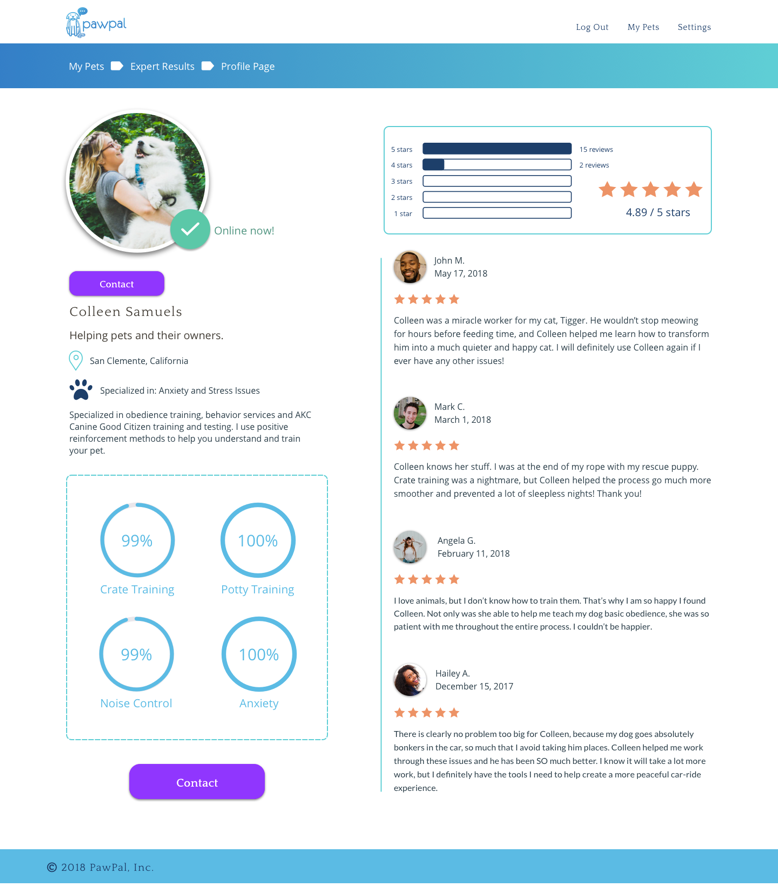 pawpal
Log Out
My Pets
Settings
My Pets
Expert Results
Profile Page
Online now!
Contact
Colleen Samuels
Helping pets and their owners.
San Clemente, California
Specialized in: Anxiety and Stress Issues
Specialized in obedience training, behavior services and AKC
Canine Good Citizen training and testing. I use positive
reinforcement methods to help you understand and train
your pet.
99%
100%
Crate Training
Potty Training
99%
100%
Noise Control
Anxiety
Contact
5 stars
15 reviews
4 stars
2 reviews
3 stars
2 stars
1 star
4.89 / 5 stars
John M.
May 17, 2018
Colleen was a miracle worker for my cat, Tigger. He wouldn't stop meowing
for hours before feeding time, and Colleen helped me learn how to transform
him into a much quieter and happy cat. I will definitely use Colleen again if I
ever have any other issues!
Mark C.
March 1, 2018
Colleen knows her stuff. I was at the end of my rope with my rescue puppy.
Crate training was a nightmare, but Colleen helped the process go much more
smoother and prevented a lot of sleepless nights! Thank you!
Angela G.
February 11, 2018
I love animals, but I don't know how to train them. That's why I am so happy I found
Colleen. Not only was she able to help me teach my dog basic obedience, she was so
patient with me throughout the entire process. I couldn't be happier.
Hailey A.
December 15, 2017
There is clearly no problem too big for Colleen, because my dog goes absolutely
bonkers in the car, so much that I avoid taking him places. Colleen helped me work
through these issues and he has been SO much better. I know it will take a lot more
work, but I definitely have the tools I need to help create a more peaceful car-ride
experience.
© 2018 PawPal, Inc.